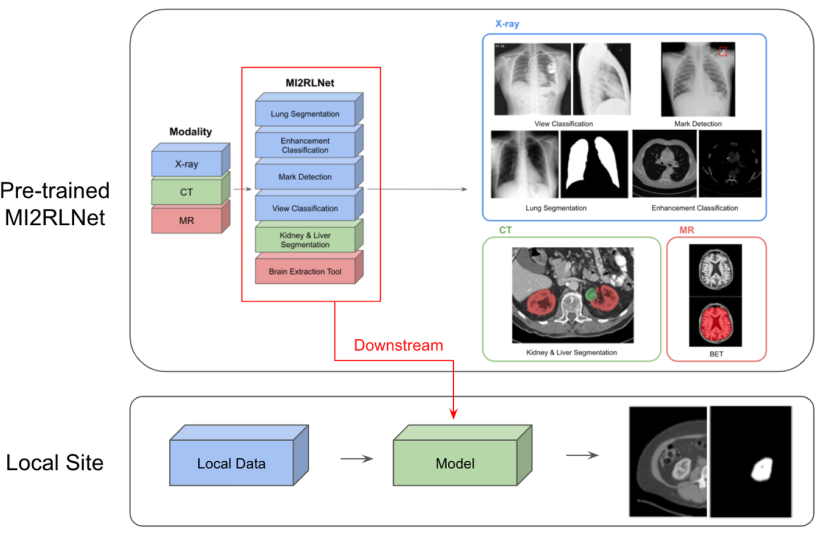 Pre-trained
MI2RLNet
Modality
X-ray
CT
MR
MI2RLNet
Lung Segmentation
Enhancement
Classification
Mark Detection
View Classification
Kidney & Liver
Segmentation
Brain Extraction Tool
X-ray
View Classification
Mark Detection
Lung Segmentation
Enhancement Classification
CT
Kidney & Liver Segmentation
MR
BET
Downstream
Local Site
Local Data
Model